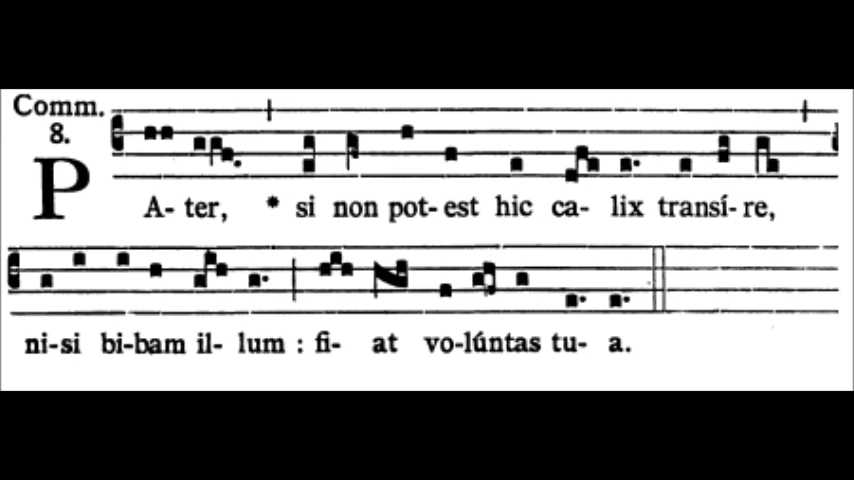 Comm.
8.
PA- ter, * si non pot- est hic ca- lix transí- re,
ni-si bi-bam il- lum : fi- at vo-lúntas tu- a.